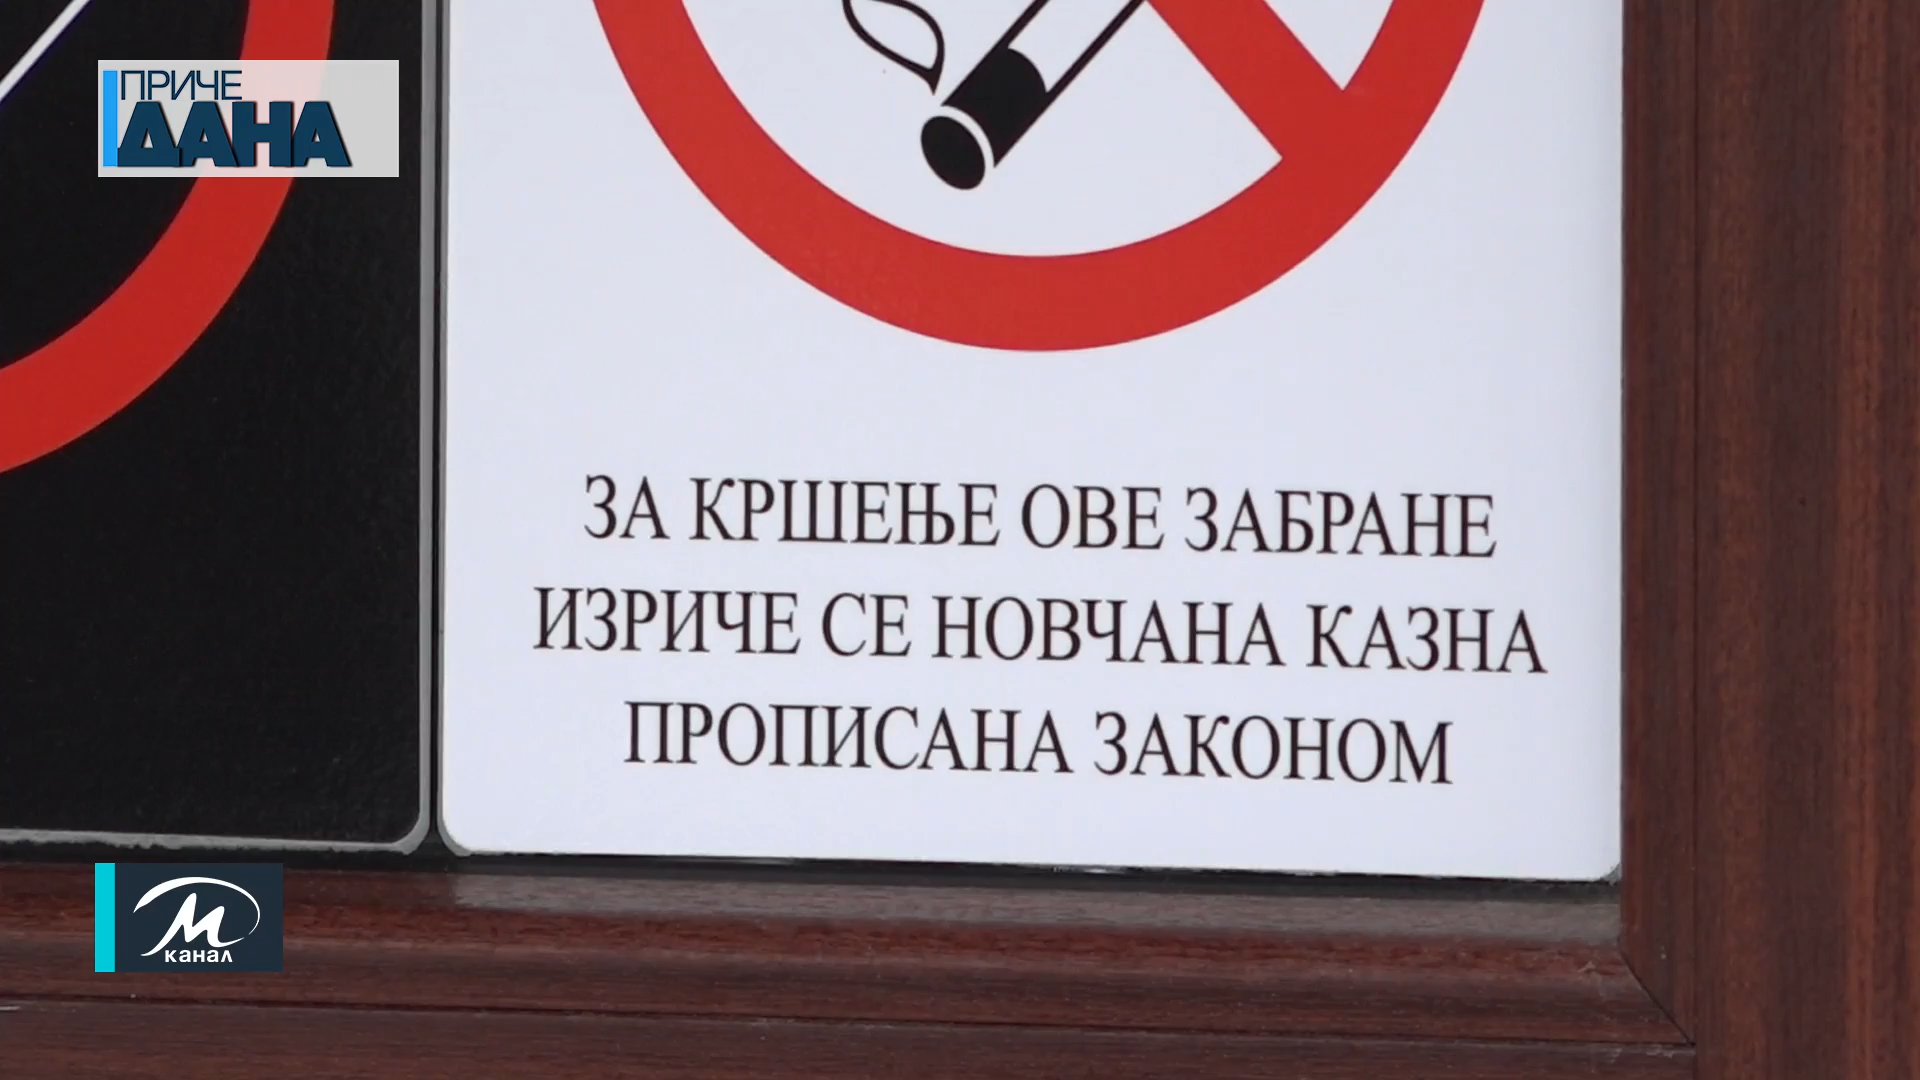 ПРИЧЕ
ДАНА
ЗА КРШЕЊЕ ОВЕ ЗАБРАНЕ
ИЗРИЧЕ СЕ НОВЧАНА КАЗНА
ПРОПИСАНА ЗАКОНОМ
М
канал